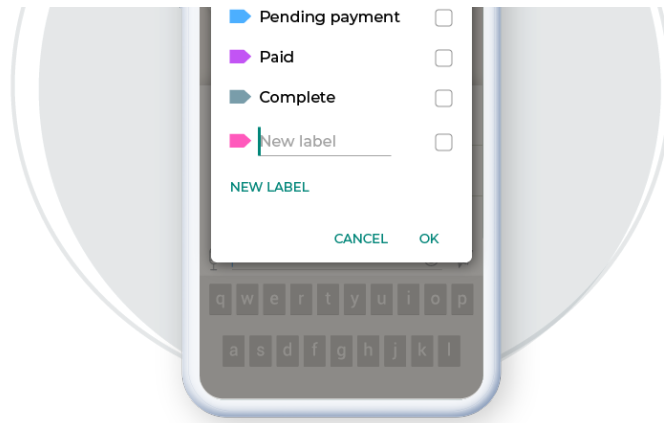 Pending payment
Paid
Complete
New label
NEW LABEL
CANCEL OK
q w e r t y u i o p
a s d f g h j k l